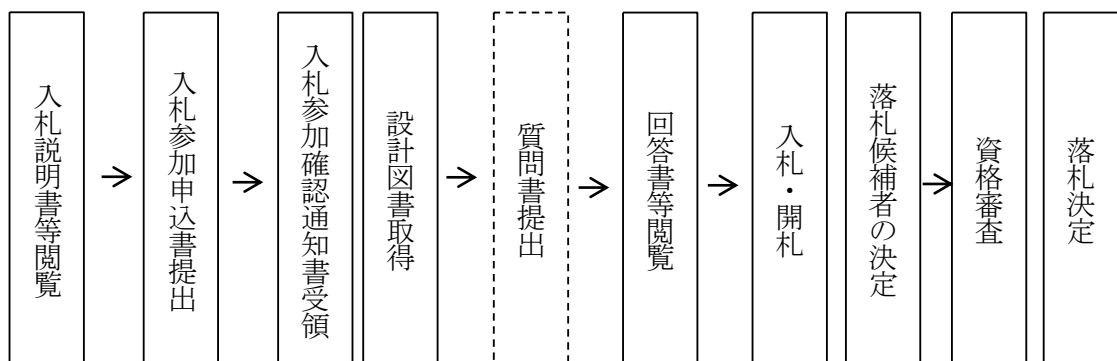 入札説明書等閲覧
入札参加申込書提出
入札参加確認通知書受領
設計図書取得
質問書提出
回答書等閲覧
入札・開札
落札候補者の決定
資格審査
落札決定